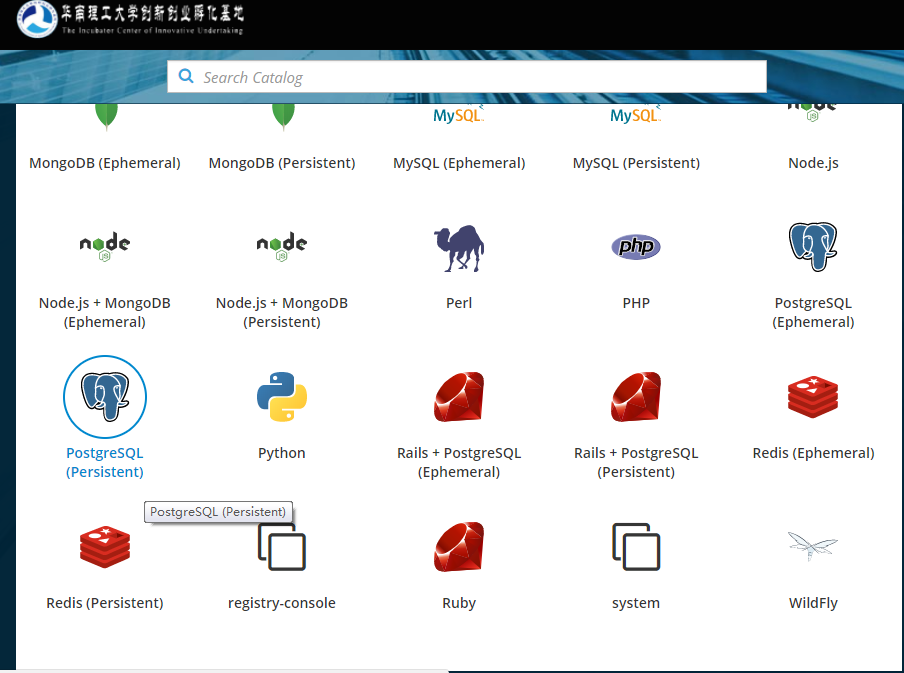 华南理工大学创新创业孵化基地
The Incubator Center of Innovative Undertaking
Search Catalog
MySQL
MySQL
node
JS
MongoDB (Ephemeral)
MongoDB (Persistent)
MySQL (Ephemeral)
MySQL (Persistent)
Node.js
node
JS
node
JS
php
Node.js + MongoDB
(Ephemeral)
Node.js + MongoDB
(Persistent)
Perl
PHP
PostgreSQL
(Ephemeral)
PostgreSQL
(Persistent)
Python
Rails + PostgreSQL
(Ephemeral)
Rails + PostgreSQL
(Persistent)
Redis (Ephemeral)
PostgreSQL (Persistent)
Redis (Persistent)
registry-console
Ruby
system
WildFly